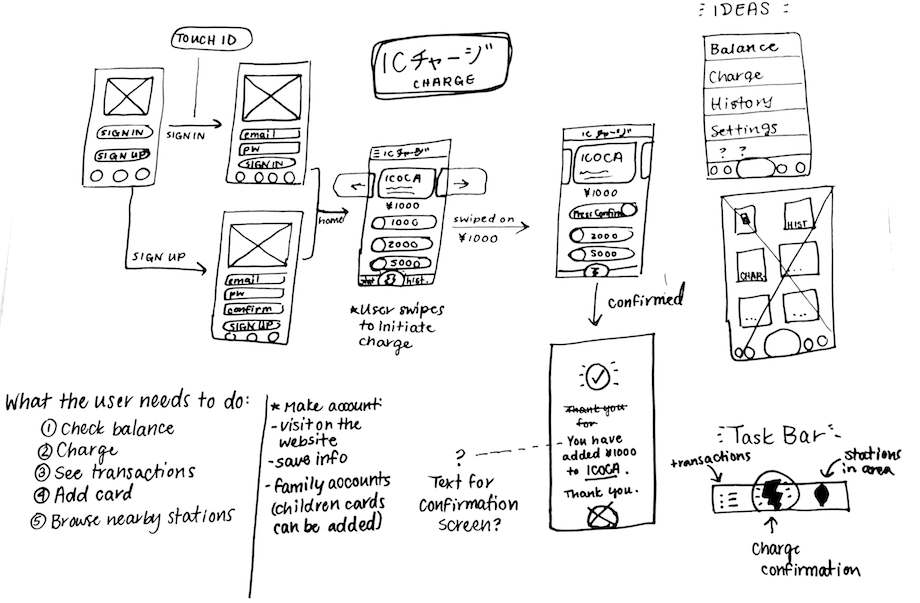 TOUCH ID
SIGN IN
SIGN UP
SIGN IN
email
pw
SIGN IN
SIGN UP
email
pw
confirm
SIGN UP
home
ICチャージ
CHARGE
ICチャージ
ICOCA
¥1000
1000
2000
5000
hist.
*User swipes
to initiate
charge
swiped on
¥1000
ICチャージ
ICOCA
¥1000
Press Confirm
2000
5000
confirmed
Thank you
for
You have
added ¥1000
to ICOCA.
Thank you.
?
Text for
confirmation
screen?
IDEAS
Balance
Charge
History
Settings
? ?
HIST.
CHAR.
...
...
...
What the user needs to do:
① Check balance
② Charge
③ See transactions
④ Add card
⑤ Browse nearby stations
* Make account:
- visit on the
website
- save info
- family accounts
(children cards
can be added)
Task Bar
transactions
stations
in area
Charge
confirmation